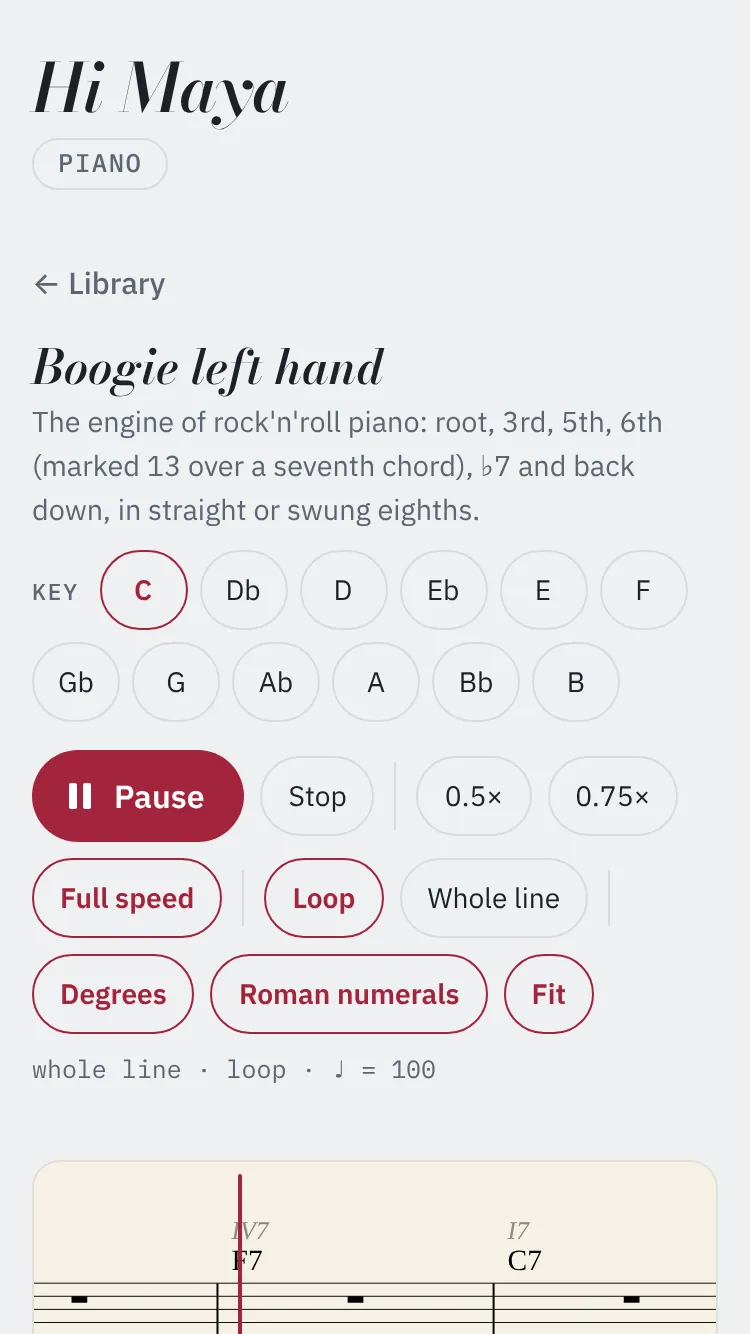 Hi Maya
PIANO
← Library
Boogie left hand
The engine of rock'n'roll piano: root, 3rd, 5th, 6th
(marked 13 over a seventh chord), ♭7 and back
down, in straight or swung eighths.
KEY C Db D Eb E F
Gb G Ab A Bb B
Pause Stop 0.5× 0.75×
Full speed Loop Whole line
Degrees Roman numerals Fit
whole line · loop · ♩ = 100
IV7 I7
F7 C7